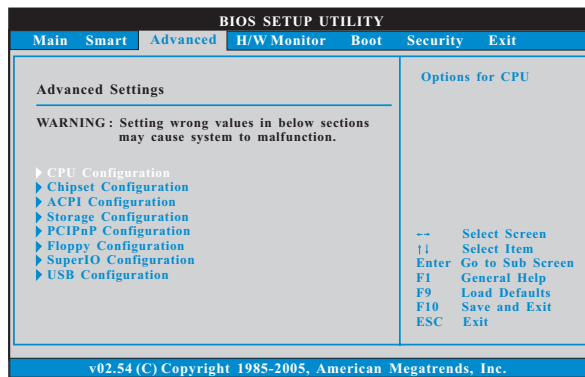 BIOS SETUP UTILITY
Main Smart Advanced H/W Monitor Boot Security Exit
Advanced Settings
WARNING : Setting wrong values in below sections
may cause system to malfunction.
CPU Configuration
Chipset Configuration
ACPI Configuration
Storage Configuration
PCIPnP Configuration
Floppy Configuration
SuperIO Configuration
USB Configuration
Options for CPU
←→ Select Screen
↑↓ Select Item
Enter Go to Sub Screen
F1 General Help
F9 Load Defaults
F10 Save and Exit
ESC Exit
v02.54 (C) Copyright 1985-2005, American Megatrends, Inc.